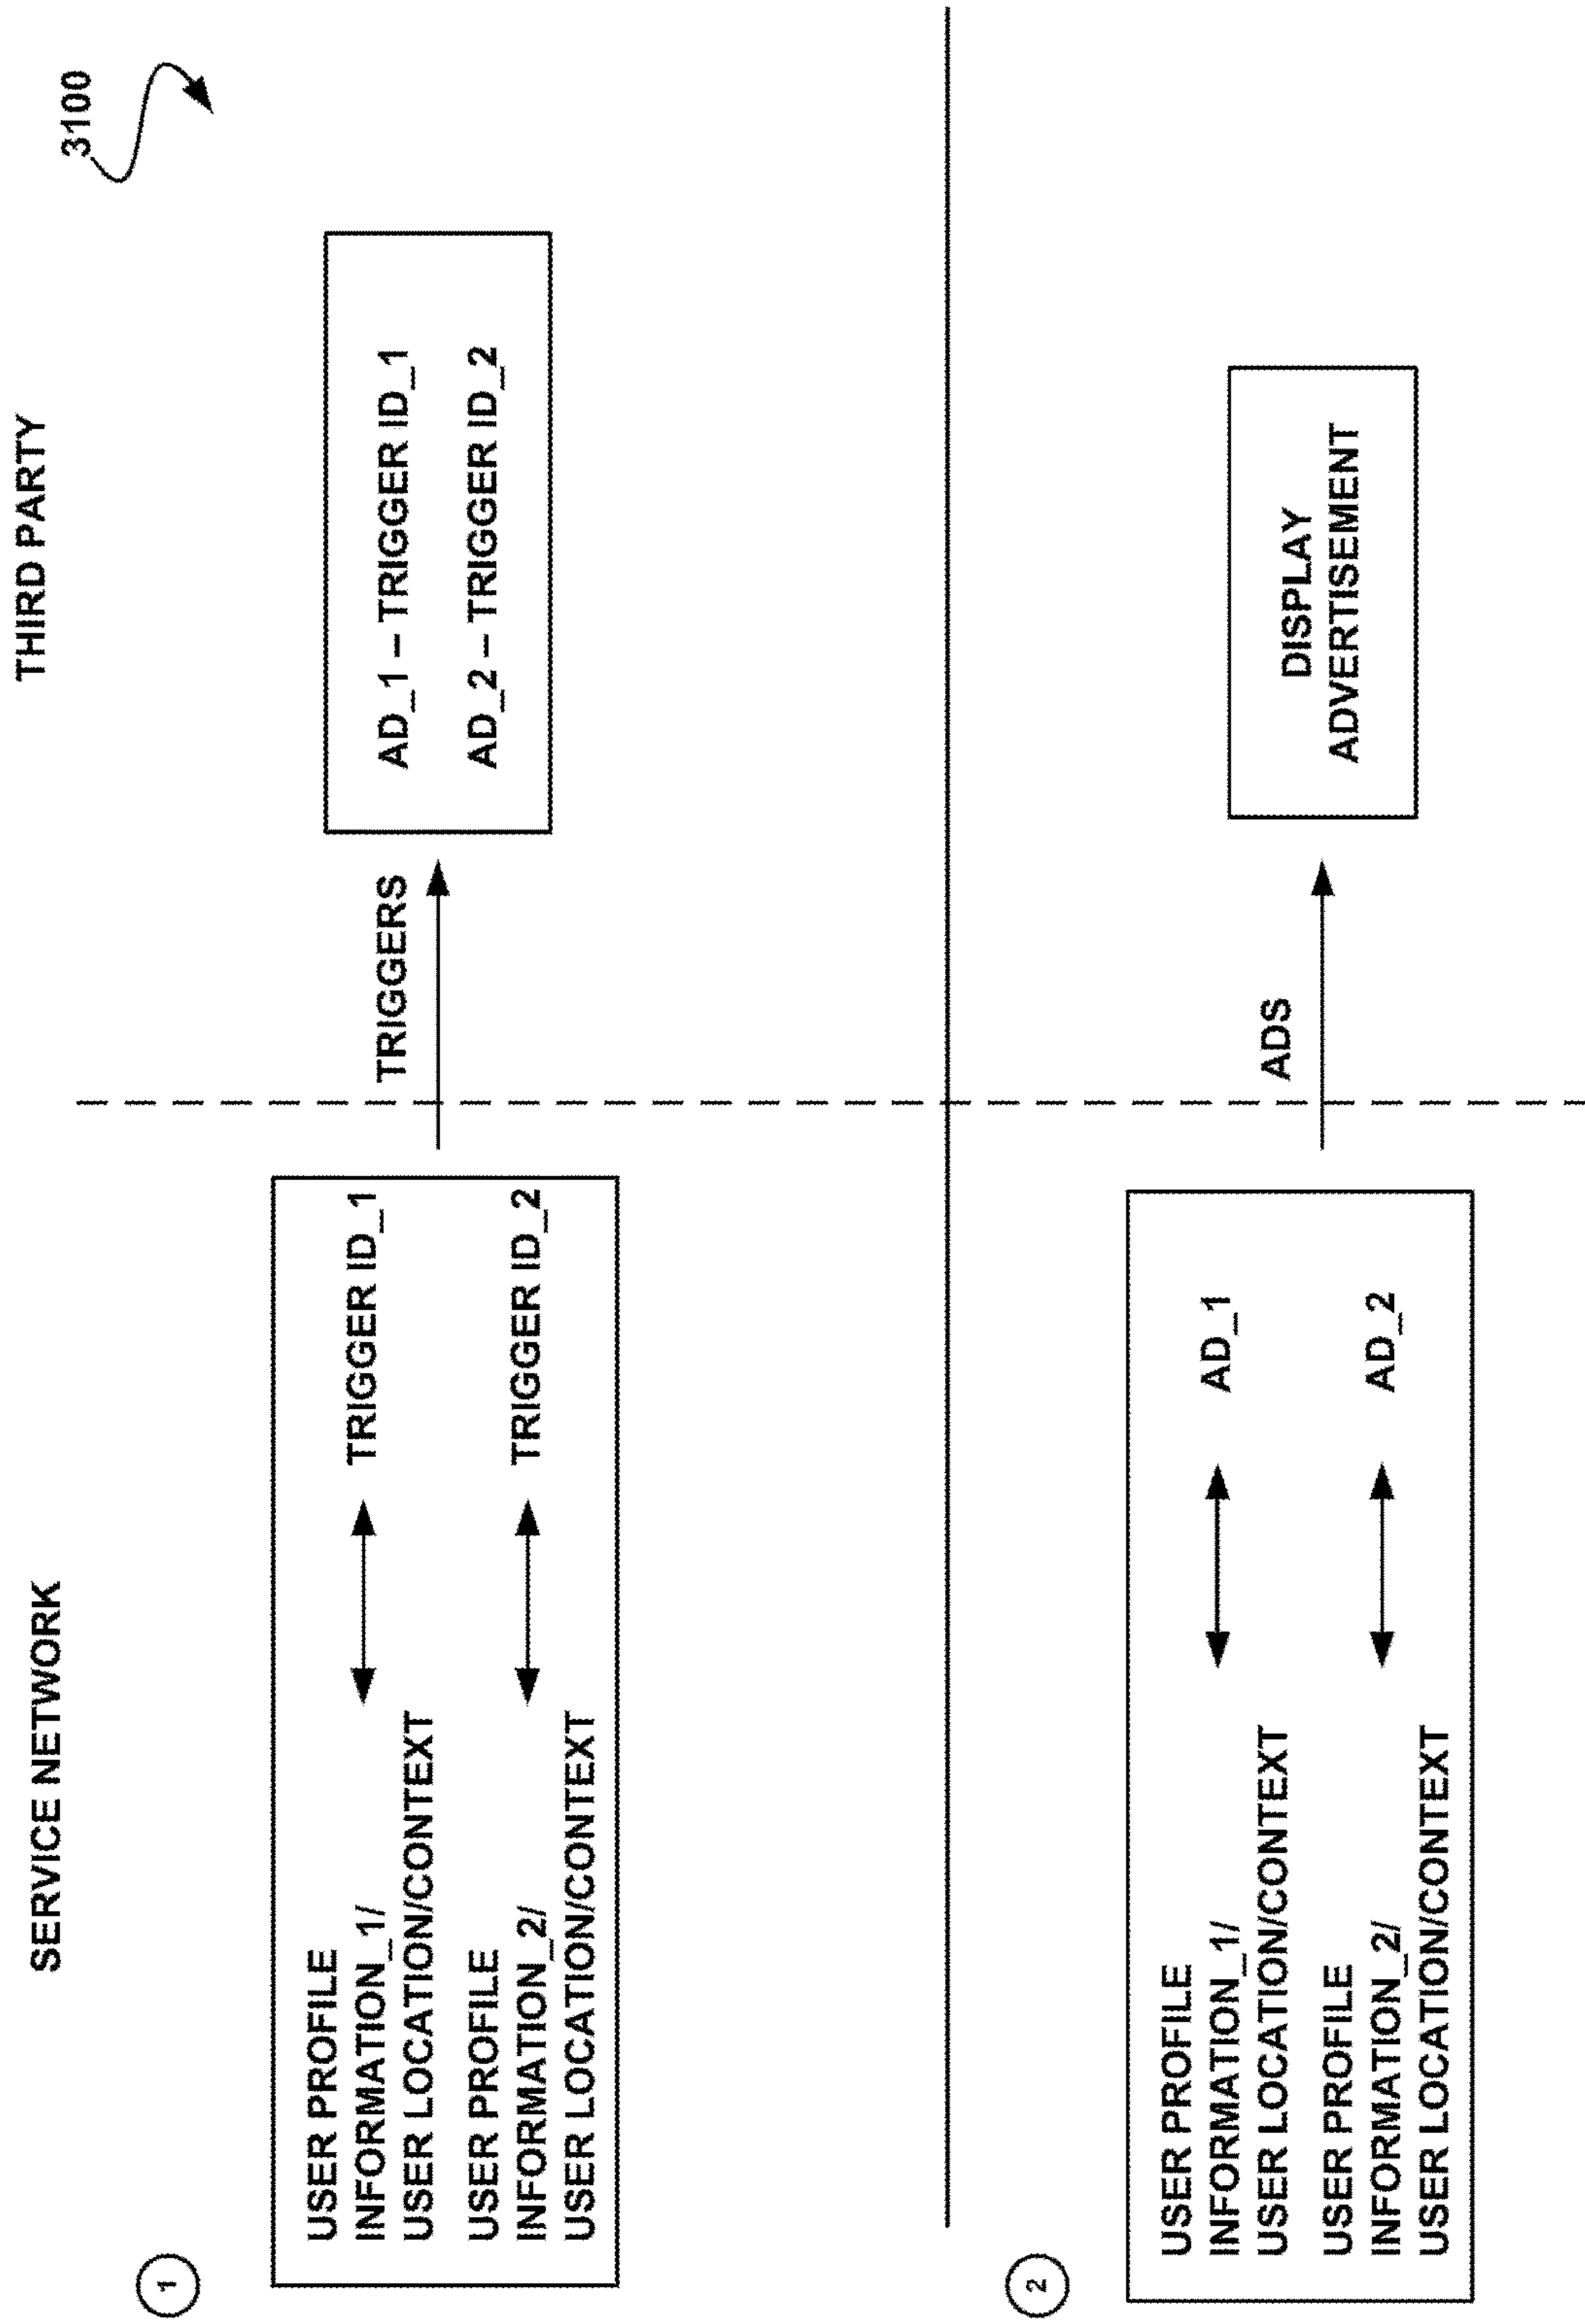 SERVICE NETWORK
THIRD PARTY
3100
1
USER PROFILE
INFORMATION_1/
USER LOCATION/CONTEXT
TRIGGER ID_1
USER PROFILE
INFORMATION_2/
USER LOCATION/CONTEXT
TRIGGER ID_2
TRIGGERS
AD_1 – TRIGGER ID_1
AD_2 – TRIGGER ID_2
2
USER PROFILE
INFORMATION_1/
USER LOCATION/CONTEXT
AD_1
USER PROFILE
INFORMATION_2/
USER LOCATION/CONTEXT
AD_2
ADS
DISPLAY
ADVERTISEMENT